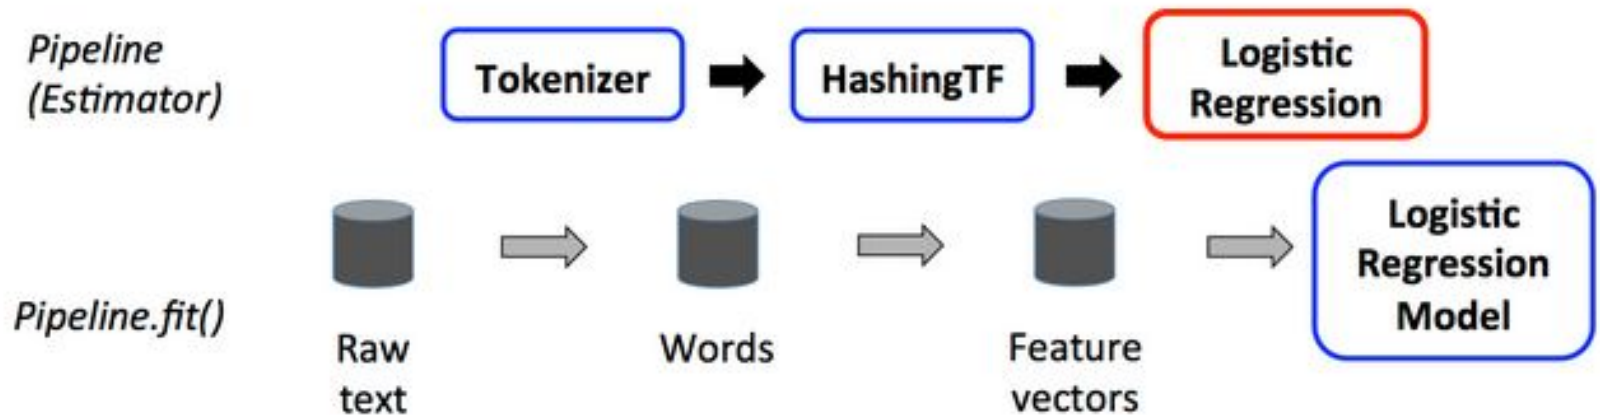 Pipeline
(Estimator)
Tokenizer
HashingTF
Logistic
Regression
Pipeline.fit()
Raw
text
Words
Feature
vectors
Logistic
Regression
Model